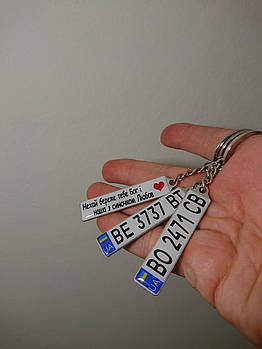 Нехай береже тебе Бог і
наша з синочком Любов
UA
BE 3737 BT
UA
BO 2471 CB